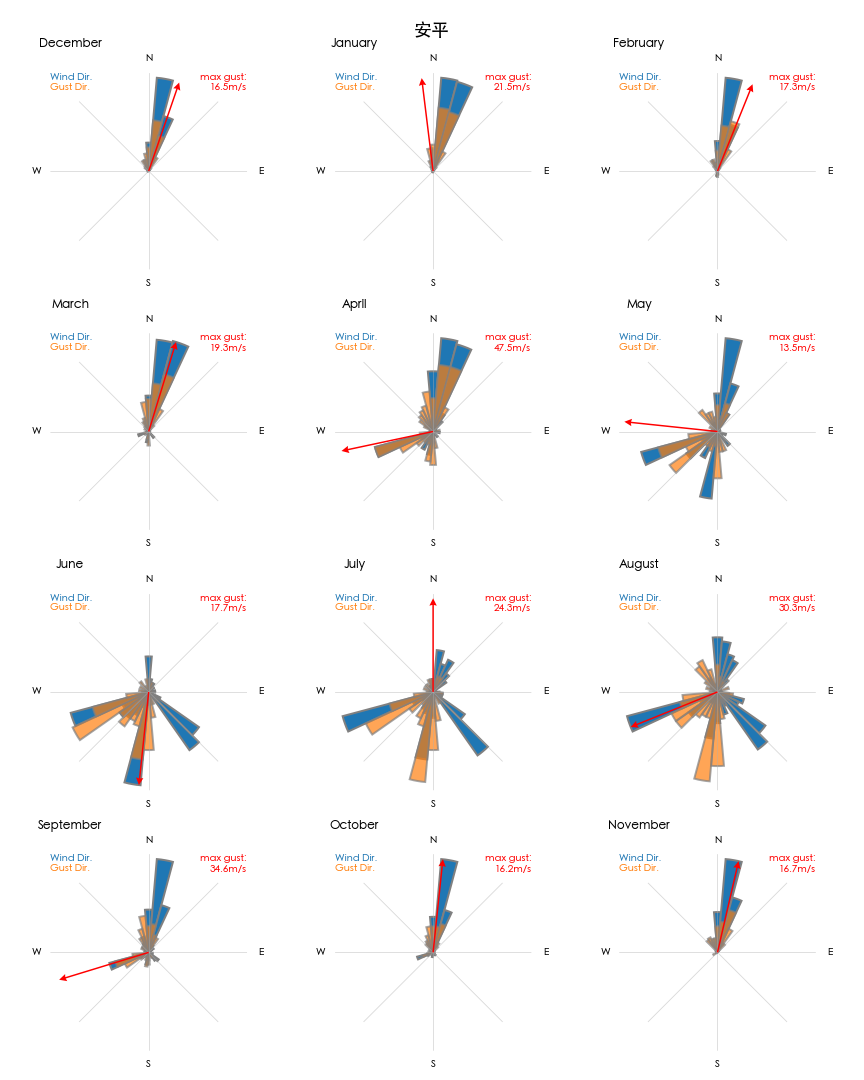 安平
December
N
Wind Dir.
Gust Dir.
max gust:
16.5m/s
W
E
S
January
N
Wind Dir.
Gust Dir.
max gust:
21.5m/s
W
E
S
February
N
Wind Dir.
Gust Dir.
max gust:
17.3m/s
W
E
S
March
N
Wind Dir.
Gust Dir.
max gust:
19.3m/s
W
E
S
April
N
Wind Dir.
Gust Dir.
max gust:
47.5m/s
W
E
S
May
N
Wind Dir.
Gust Dir.
max gust:
13.5m/s
W
E
S
June
N
Wind Dir.
Gust Dir.
max gust:
17.7m/s
W
E
S
July
N
Wind Dir.
Gust Dir.
max gust:
24.3m/s
W
E
S
August
N
Wind Dir.
Gust Dir.
max gust:
30.3m/s
W
E
S
September
N
Wind Dir.
Gust Dir.
max gust:
34.6m/s
W
E
S
October
N
Wind Dir.
Gust Dir.
max gust:
16.2m/s
W
E
S
November
N
Wind Dir.
Gust Dir.
max gust:
16.7m/s
W
E
S